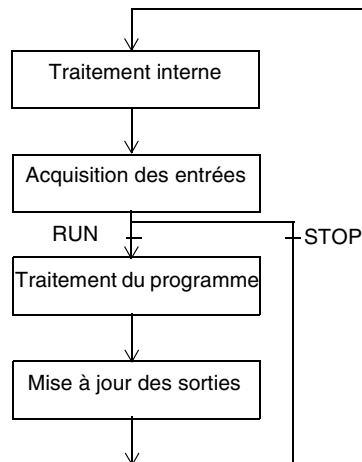 Traitement interne
Acquisition des entrées
RUN
STOP
Traitement du programme
Mise à jour des sorties